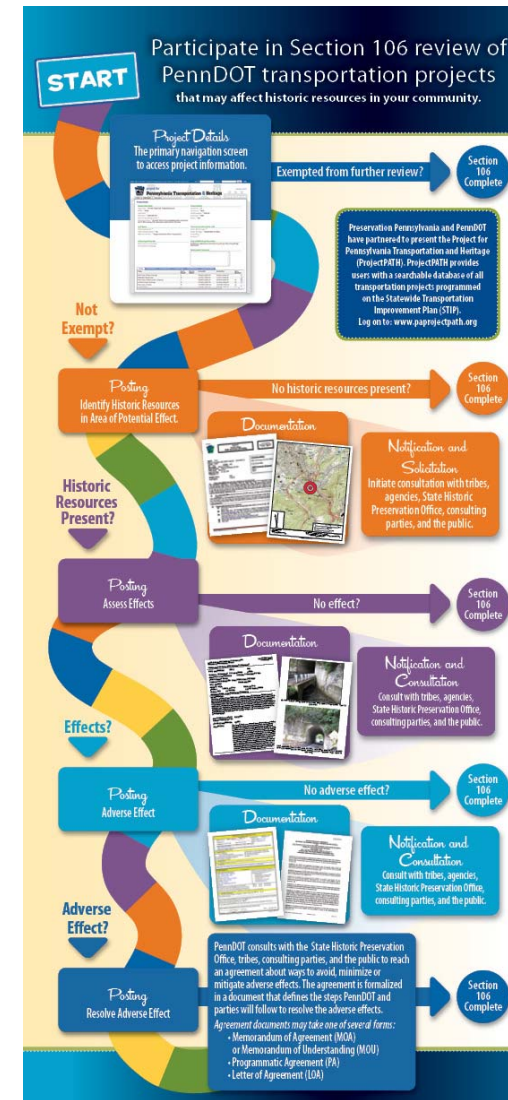 START
Participate in Section 106 review of
PennDOT transportation projects
that may affect historic resources in your community.
Project Details
The primary navigation screen
to access project information.
Pennsylvania Transportation & Heritage
Exempted from further review?
Section
106
Complete
Preservation Pennsylvania and PennDOT
have partnered to present the Project for
Pennsylvania Transportation and Heritage
(ProjectPATH). ProjectPATH provides
users with a searchable database of all
transportation projects programmed
on the Statewide Transportation
Improvement Plan (STIP).
Log on to: www.paprojectpath.org
Not
Exempt?
Posting
Identify Historic Resources
in Area of Potential Effect.
No historic resources present?
Section
106
Complete
Documentation
Notification and
Solicitation
Initiate consultation with tribes,
agencies, State Historic
Preservation Office, consulting
parties, and the public.
Historic
Resources
Present?
Posting
Assess Effects
No effect?
Section
106
Complete
Documentation
Notification and
Consultation
Consult with tribes, agencies,
State Historic Preservation Office,
consulting parties, and the public.
Effects?
Posting
Adverse Effect
No adverse effect?
Section
106
Complete
Documentation
Notification and
Consultation
Consult with tribes, agencies,
State Historic Preservation Office,
consulting parties, and the public.
Adverse
Effect?
Posting
Resolve Adverse Effect
PennDOT consults with the State Historic Preservation
Office, tribes, consulting parties, and the public to reach
an agreement about ways to avoid, minimize or
mitigate adverse effects. The agreement is formalized
in a document that defines the steps PennDOT and
parties will follow to resolve the adverse effects.
Agreement documents may take one of several forms:
• Memorandum of Agreement (MOA)
or Memorandum of Understanding (MOU)
• Programmatic Agreement (PA)
• Letter of Agreement (LOA)
Section
106
Complete